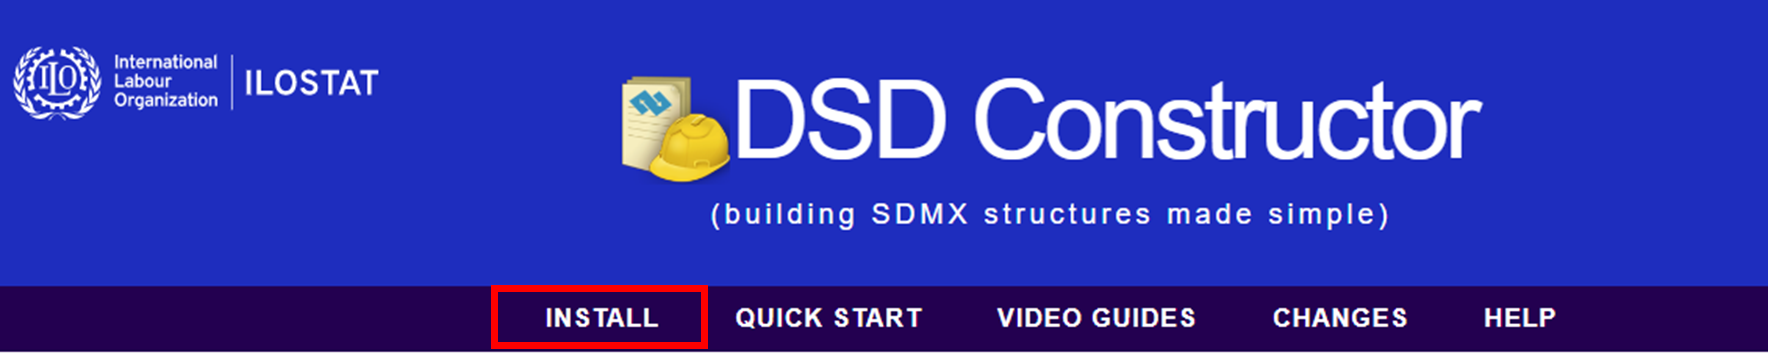 International
Labour
Organization
ILO
ILOSTAT
DSD Constructor
(building SDMX structures made simple)
INSTALL QUICK START VIDEO GUIDES CHANGES HELP